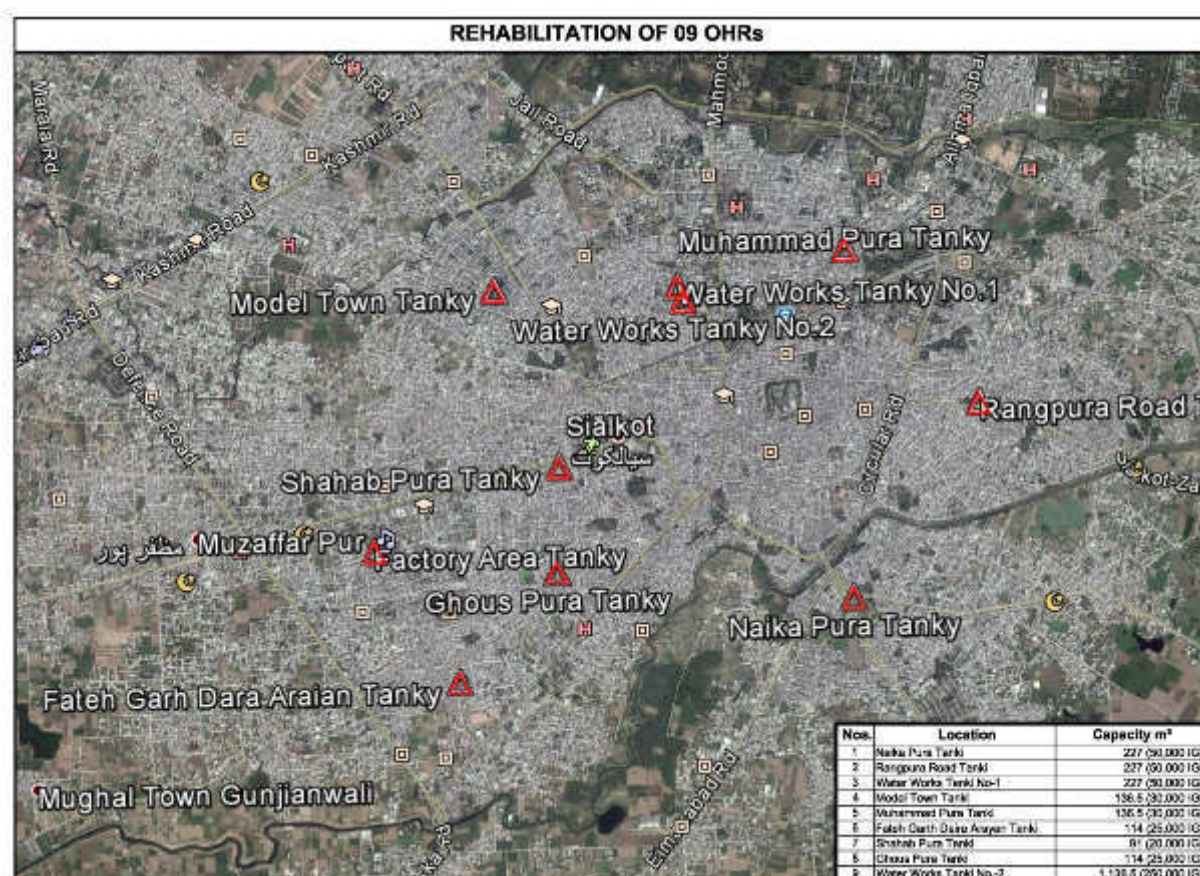 REHABILITATION OF 09 OHRs
Marala Rd
Kashmir Rd
Jail Road
Kashmir Road
Defence Road
Circular Rd
Eimanabad Rd
Muhammad Pura Tanky
Model Town Tanky
Water Works Tanky No.1
Water Works Tanky No.2
Rangpura Road
Sialkot
سیالکوٹ
Shahab Pura Tanky
مظفر پور Muzaffar Pur
Factory Area Tanky
Ghous Pura Tanky
Naika Pura Tanky
Fateh Garh Dara Araian Tanky
Mughal Town Gunjianwali
Nos. Location Capacity m³
1 Naika Pura Tanki 227 (50,000 IG
2 Rangpura Road Tanki 227 (50,000 IG
3 Water Works Tanki No-1 227 (50,000 IG
4 Model Town Tanki 136.5 (30,000 IG
5 Muhammad Pura Tanki 136.5 (30,000 IG
6 Fateh Garth Daira Arayan Tanki 114 (25,000 IG
7 Shahab Pura Tanki 91 (20,000 IG
8 Ghous Pura Tanki 114 (25,000 IG
9 Water Works Tanki No.-2